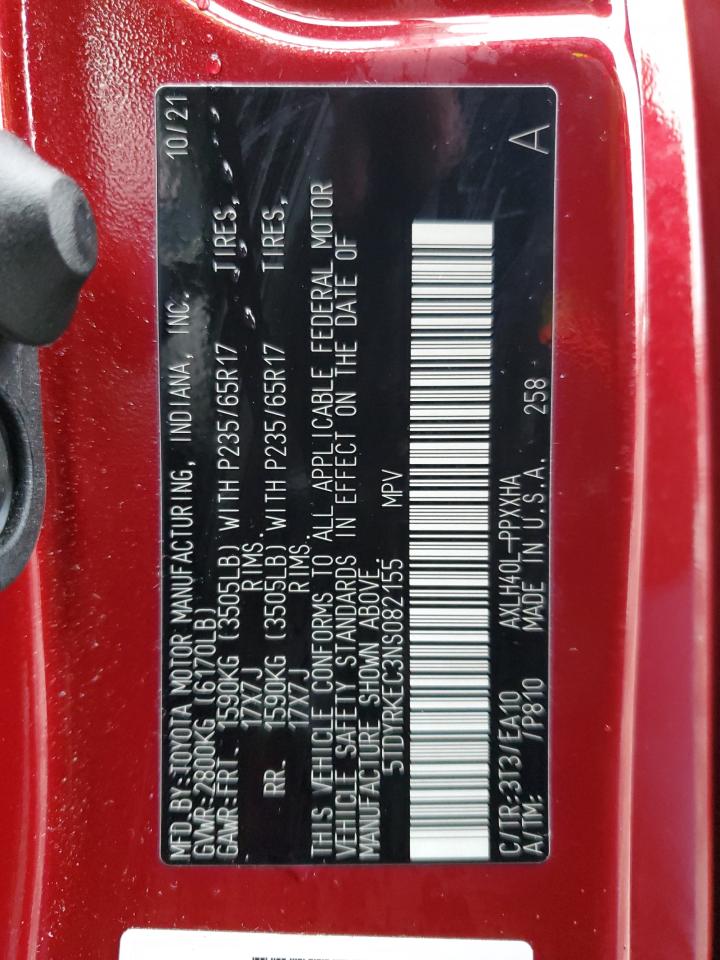 MFD.BY:TOYOTA MOTOR MANUFACTURING, INDIANA, INC. 10/21
GVWR:2800KG (6170LB)
GAWR:FRT. 1590KG (3505LB) WITH P235/65R17 TIRES,
17X7J RIMS.
RR. 1590KG (3505LB) WITH P235/65R17 TIRES,
17X7J RIMS.
THIS VEHICLE CONFORMS TO ALL APPLICABLE FEDERAL MOTOR
VEHICLE SAFETY STANDARDS IN EFFECT ON THE DATE OF
MANUFACTURE SHOWN ABOVE.
5TDYRKEC3NS082155 MPV
C/TR:3T3/EA10 AXLH40L-PPXXHA
A/TM: /P810 MADE IN U.S.A. 258 A